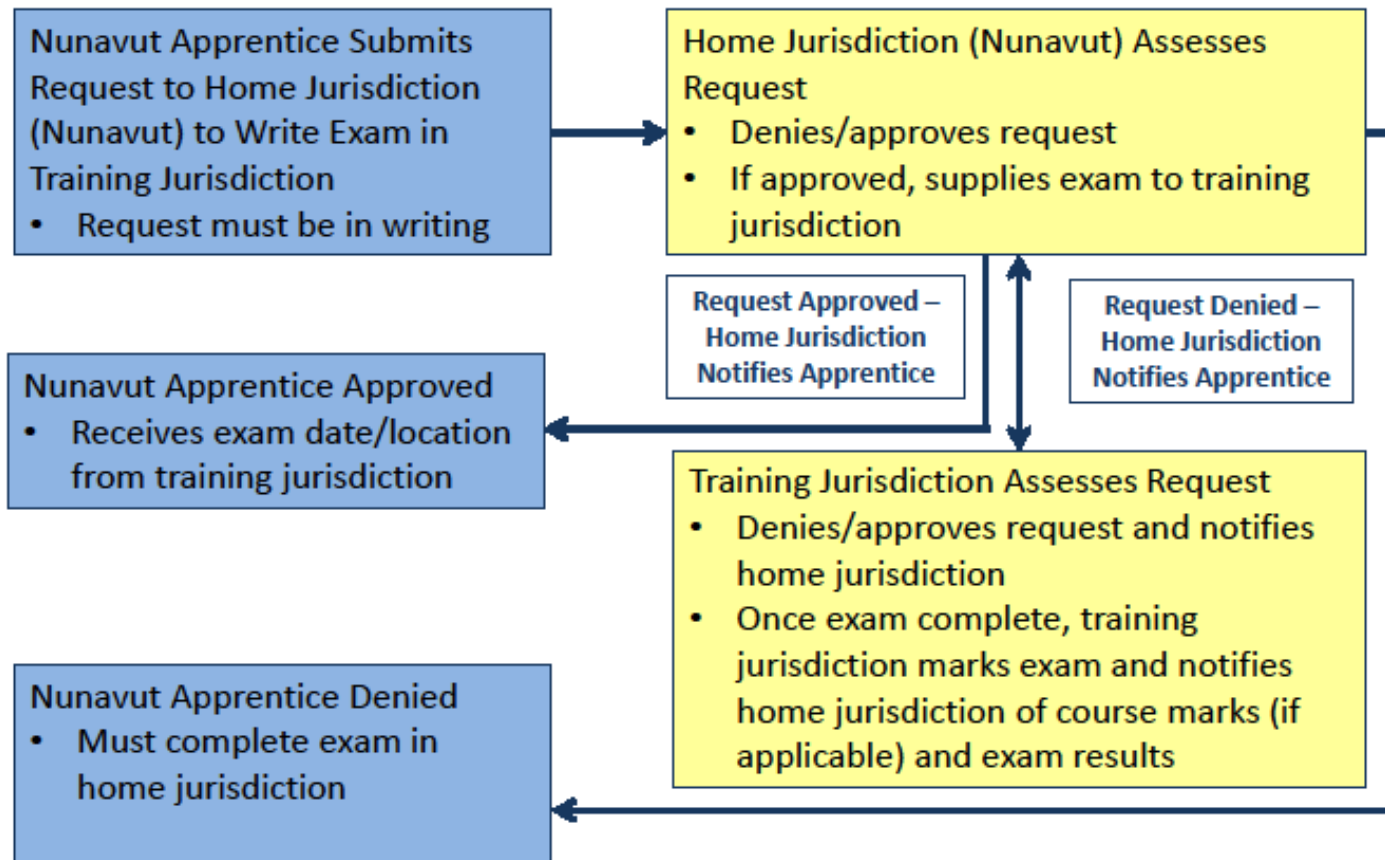 Nunavut Apprentice Submits
Request to Home Jurisdiction
(Nunavut) to Write Exam in
Training Jurisdiction
• Request must be in writing
Home Jurisdiction (Nunavut) Assesses
Request
• Denies/approves request
• If approved, supplies exam to training
jurisdiction
Request Approved –
Home Jurisdiction
Notifies Apprentice
Request Denied –
Home Jurisdiction
Notifies Apprentice
Nunavut Apprentice Approved
• Receives exam date/location
from training jurisdiction
Training Jurisdiction Assesses Request
• Denies/approves request and notifies
home jurisdiction
• Once exam complete, training
jurisdiction marks exam and notifies
home jurisdiction of course marks (if
applicable) and exam results
Nunavut Apprentice Denied
• Must complete exam in
home jurisdiction